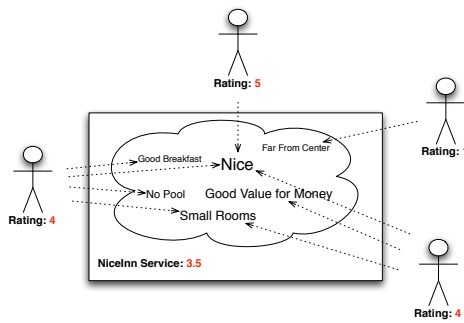 Rating: 5
Good Breakfast
Far From Center
Nice
Rating:
No Pool
Good Value for Money
Rating: 4
Small Rooms
NiceInn Service: 3.5
Rating: 4